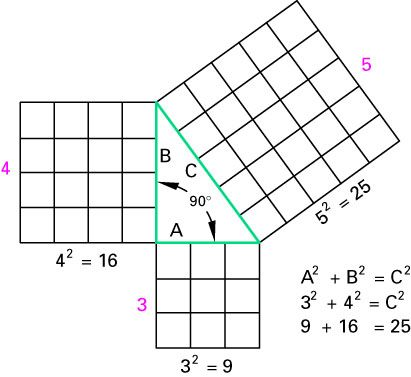 5
B
C
4
90°
A
5² = 25
4² = 16
3
3² = 9
A² + B² = C²
3² + 4² = C²
9 + 16 = 25